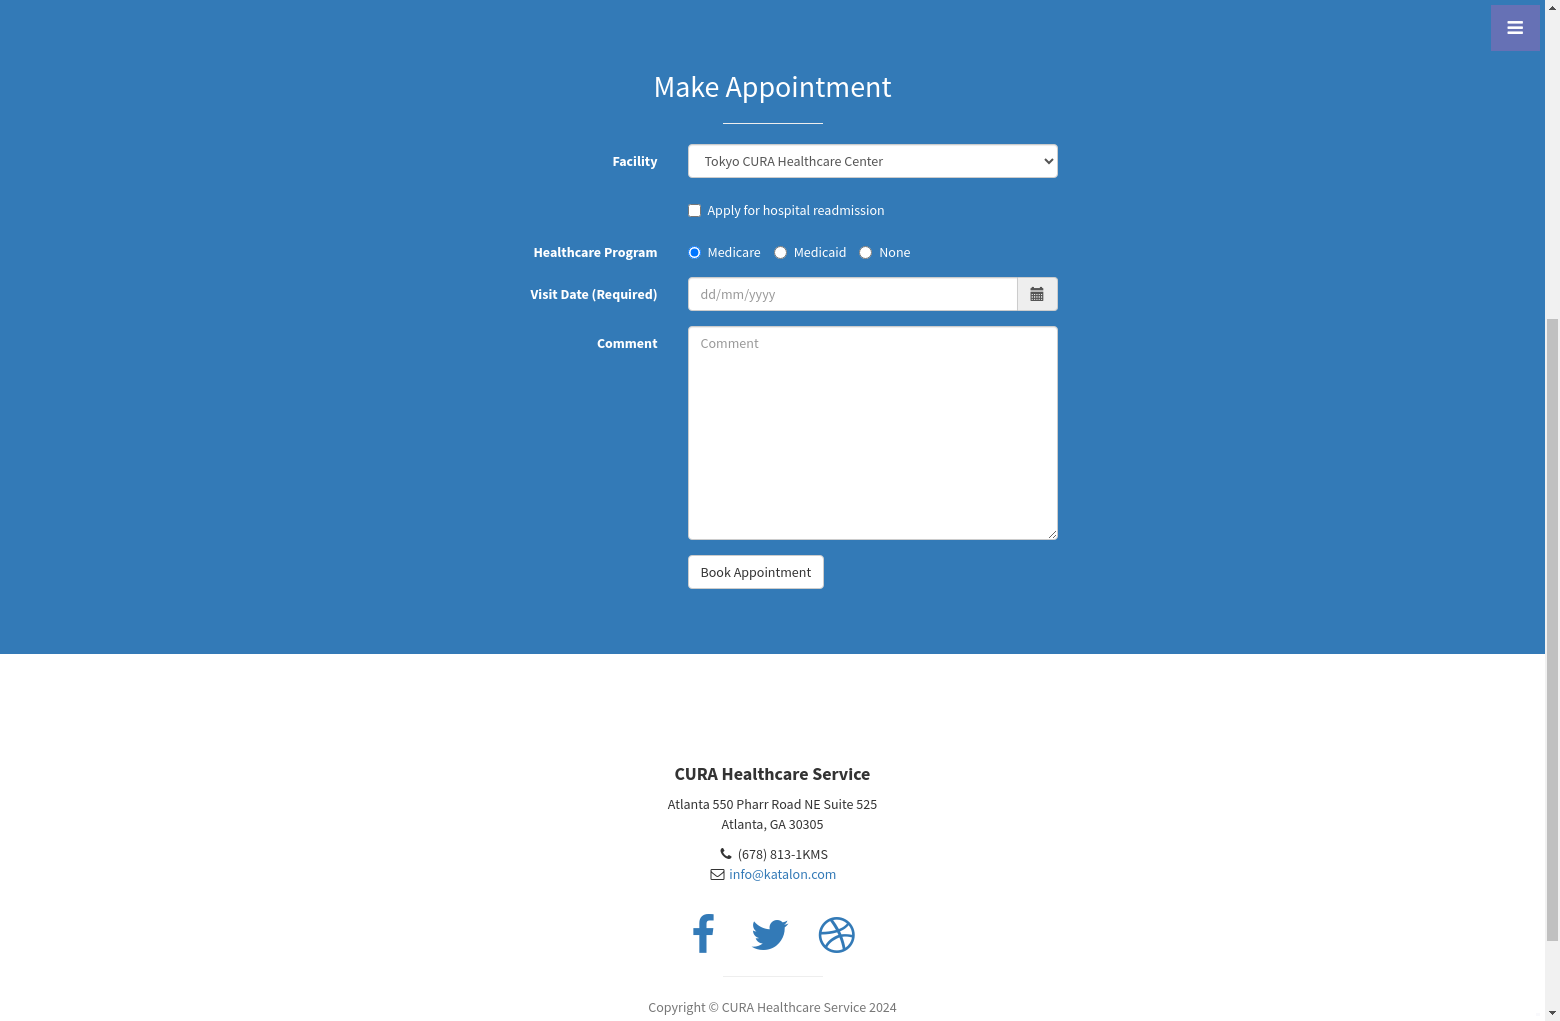 Make Appointment
Facility
Tokyo CURA Healthcare Center
Apply for hospital readmission
Healthcare Program
Medicare Medicaid None
Visit Date (Required)
dd/mm/yyyy
Comment
Comment
Book Appointment
CURA Healthcare Service
Atlanta 550 Pharr Road NE Suite 525
Atlanta, GA 30305
(678) 813-1KMS
info@katalon.com
Copyright © CURA Healthcare Service 2024